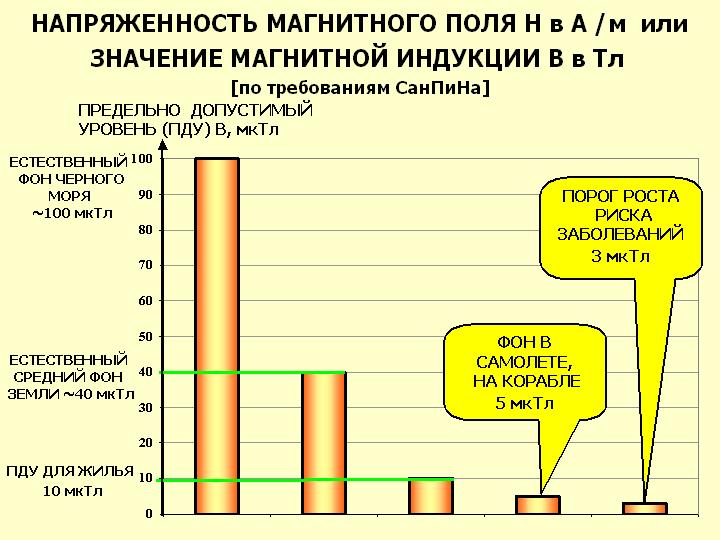 НАПРЯЖЕННОСТЬ МАГНИТНОГО ПОЛЯ Н в А /м или
ЗНАЧЕНИЕ МАГНИТНОЙ ИНДУКЦИИ В в Тл
[по требованиям СанПиНа]
ПРЕДЕЛЬНО ДОПУСТИМЫЙ
УРОВЕНЬ (ПДУ) В, мкТл
ЕСТЕСТВЕННЫЙ
ФОН ЧЕРНОГО
МОРЯ
~100 мкТл
100
90
80
70
60
50
40
30
20
10
0
ПОРОГ РОСТА
РИСКА
ЗАБОЛЕВАНИЙ
3 мкТл
ФОН В
САМОЛЕТЕ,
НА КОРАБЛЕ
5 мкТл
ЕСТЕСТВЕННЫЙ
СРЕДНИЙ ФОН
ЗЕМЛИ ~40 мкТл
ПДУ ДЛЯ ЖИЛЬЯ
10 мкТл